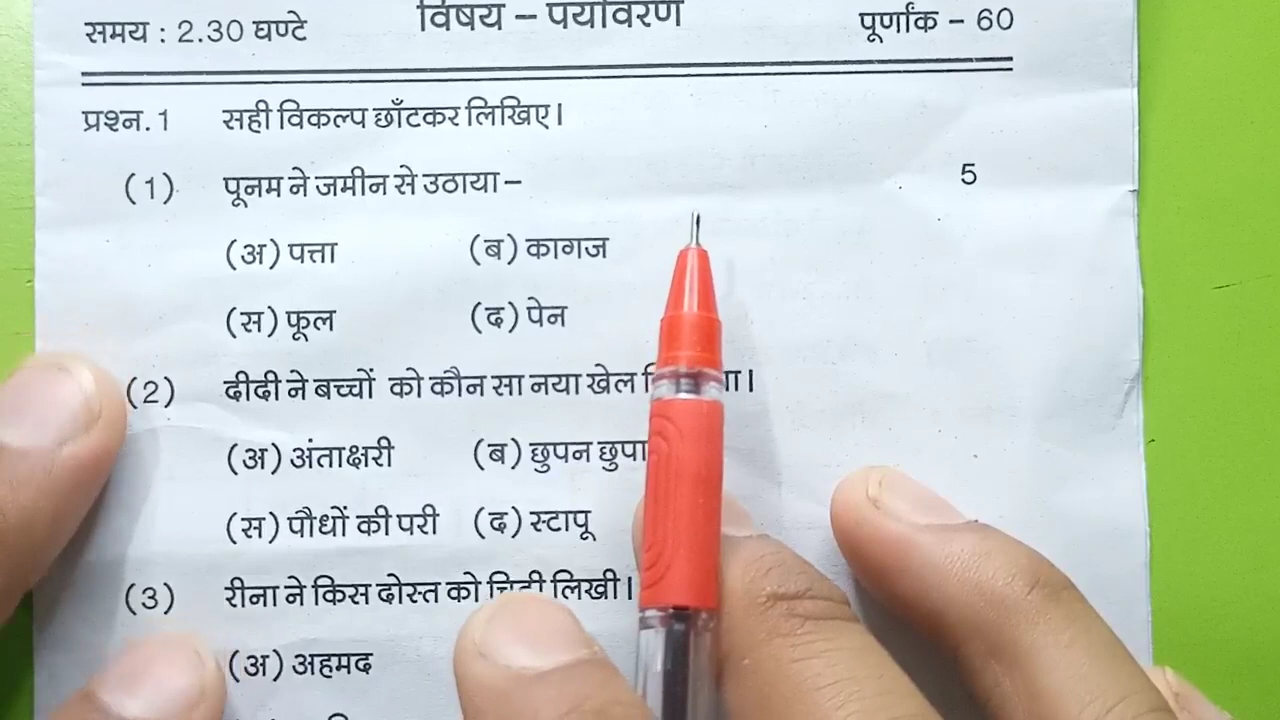 समय : 2.30 घण्टे विषय – पर्यावरण पूर्णांक – 60
प्रश्न.1 सही विकल्प छाँटकर लिखिए।
(1) पूनम ने जमीन से उठाया – 5
(अ) पत्ता (ब) कागज
(स) फूल (द) पेन
(2) दीदी ने बच्चों को कौन सा नया खेल
(अ) अंताक्षरी (ब) छुपन छुपा
(स) पौधों की परी (द) स्टापू
(3) रीना ने किस दोस्त को चिट्ठी लिखी।
(अ) अहमद